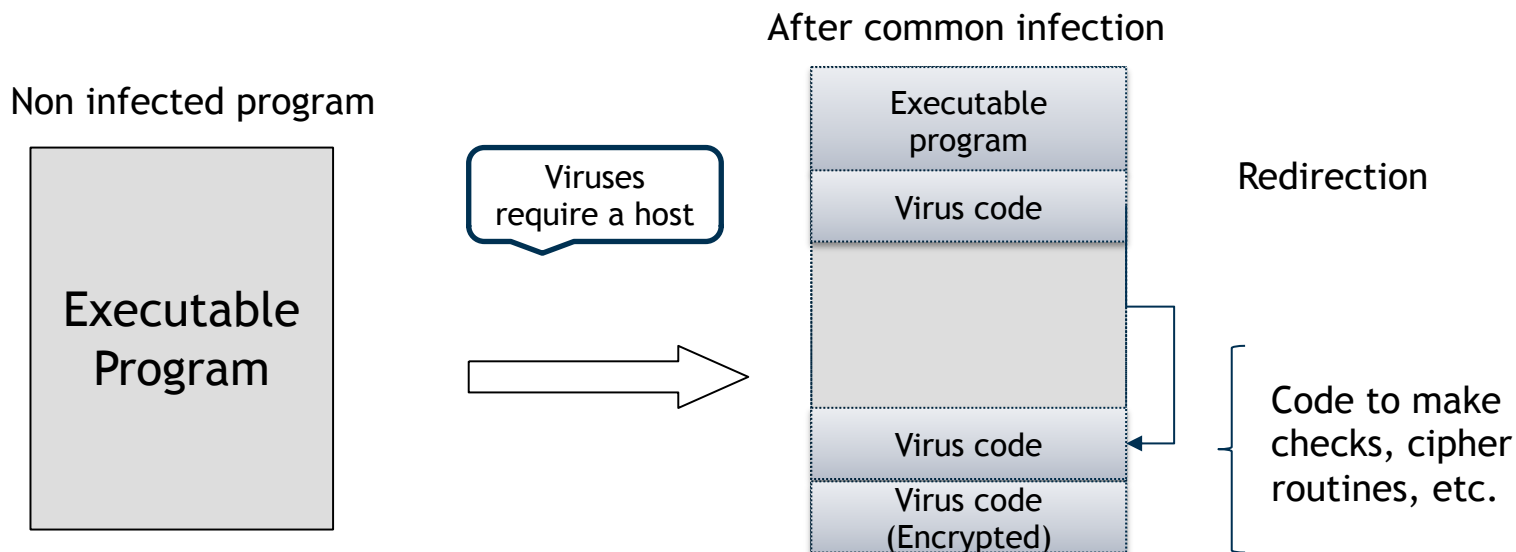 After common infection
Non infected program
Executable
program
Viruses
require a host
Redirection
Virus code
Executable
Program
Virus code
Code to make
checks, cipher
routines, etc.
Virus code
(Encrypted)